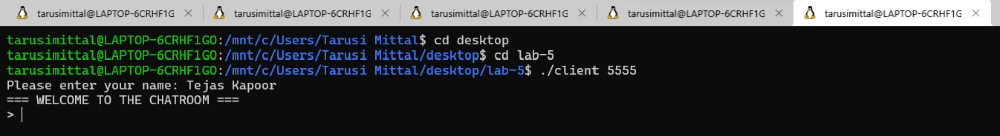 tarusimittal@LAPTOP-6CRHF1G tarusimittal@LAPTOP-6CRHF1G tarusimittal@LAPTOP-6CRHF1G tarusimittal@LAPTOP-6CRHF1G tarusimittal@LAPTOP-6CRHF1G
tarusimittal@LAPTOP-6CRHF1GO:/mnt/c/Users/Tarusi Mittal$ cd desktop
tarusimittal@LAPTOP-6CRHF1GO:/mnt/c/Users/Tarusi Mittal/desktop$ cd lab-5
tarusimittal@LAPTOP-6CRHF1GO:/mnt/c/Users/Tarusi Mittal/desktop/lab-5$ ./client 5555
Please enter your name: Tejas Kapoor
=== WELCOME TO THE CHATROOM ===
>